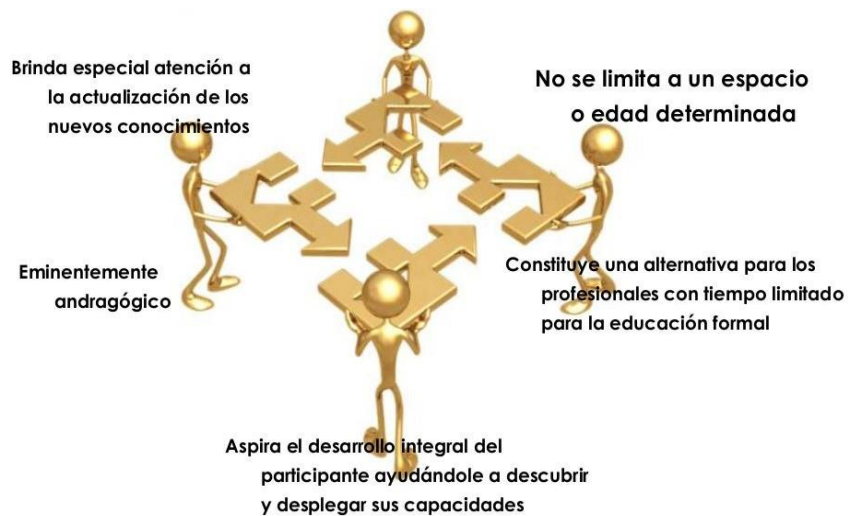 Brinda especial atención a
la actualización de los
nuevos conocimientos
No se limita a un espacio
o edad determinada
Eminentemente
andragógico
Constituye una alternativa para los
profesionales con tiempo limitado
para la educación formal
Aspira el desarrollo integral del
participante ayudándole a descubrir
y desplegar sus capacidades